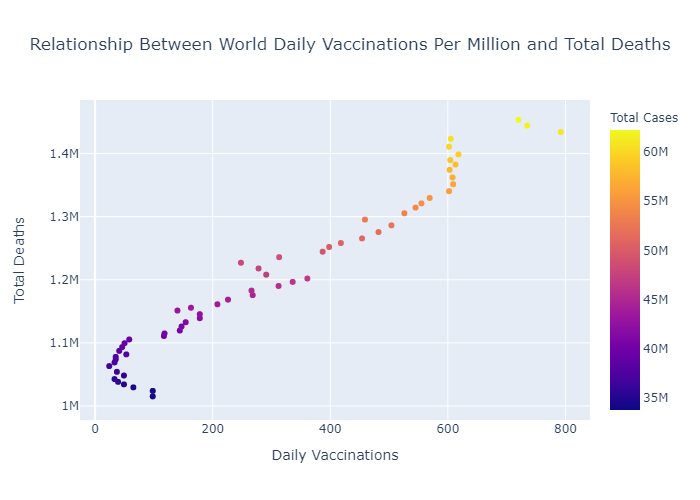 Relationship Between World Daily Vaccinations Per Million and Total Deaths
Total Cases
60M
55M
50M
45M
40M
35M
Total Deaths
1.4M
1.3M
1.2M
1.1M
1M
0
200
400
600
800
Daily Vaccinations